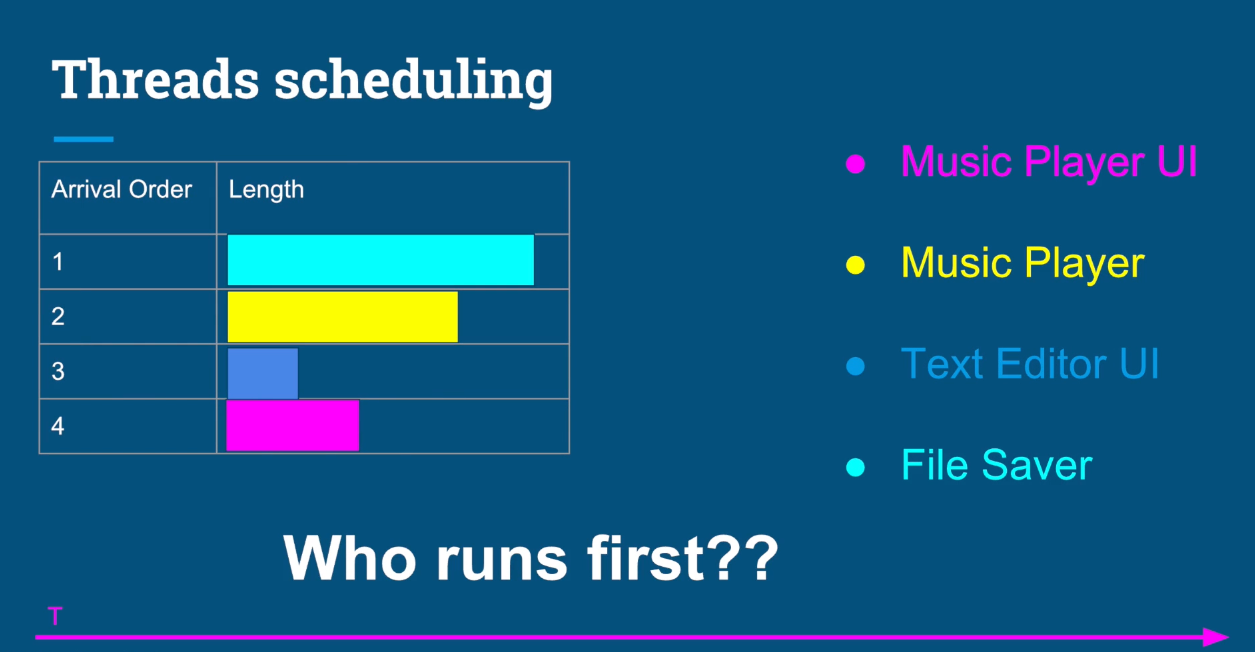 Threads scheduling
Arrival Order Length
1
2
3
4
Music Player UI
Music Player
Text Editor UI
File Saver
Who runs first??
T